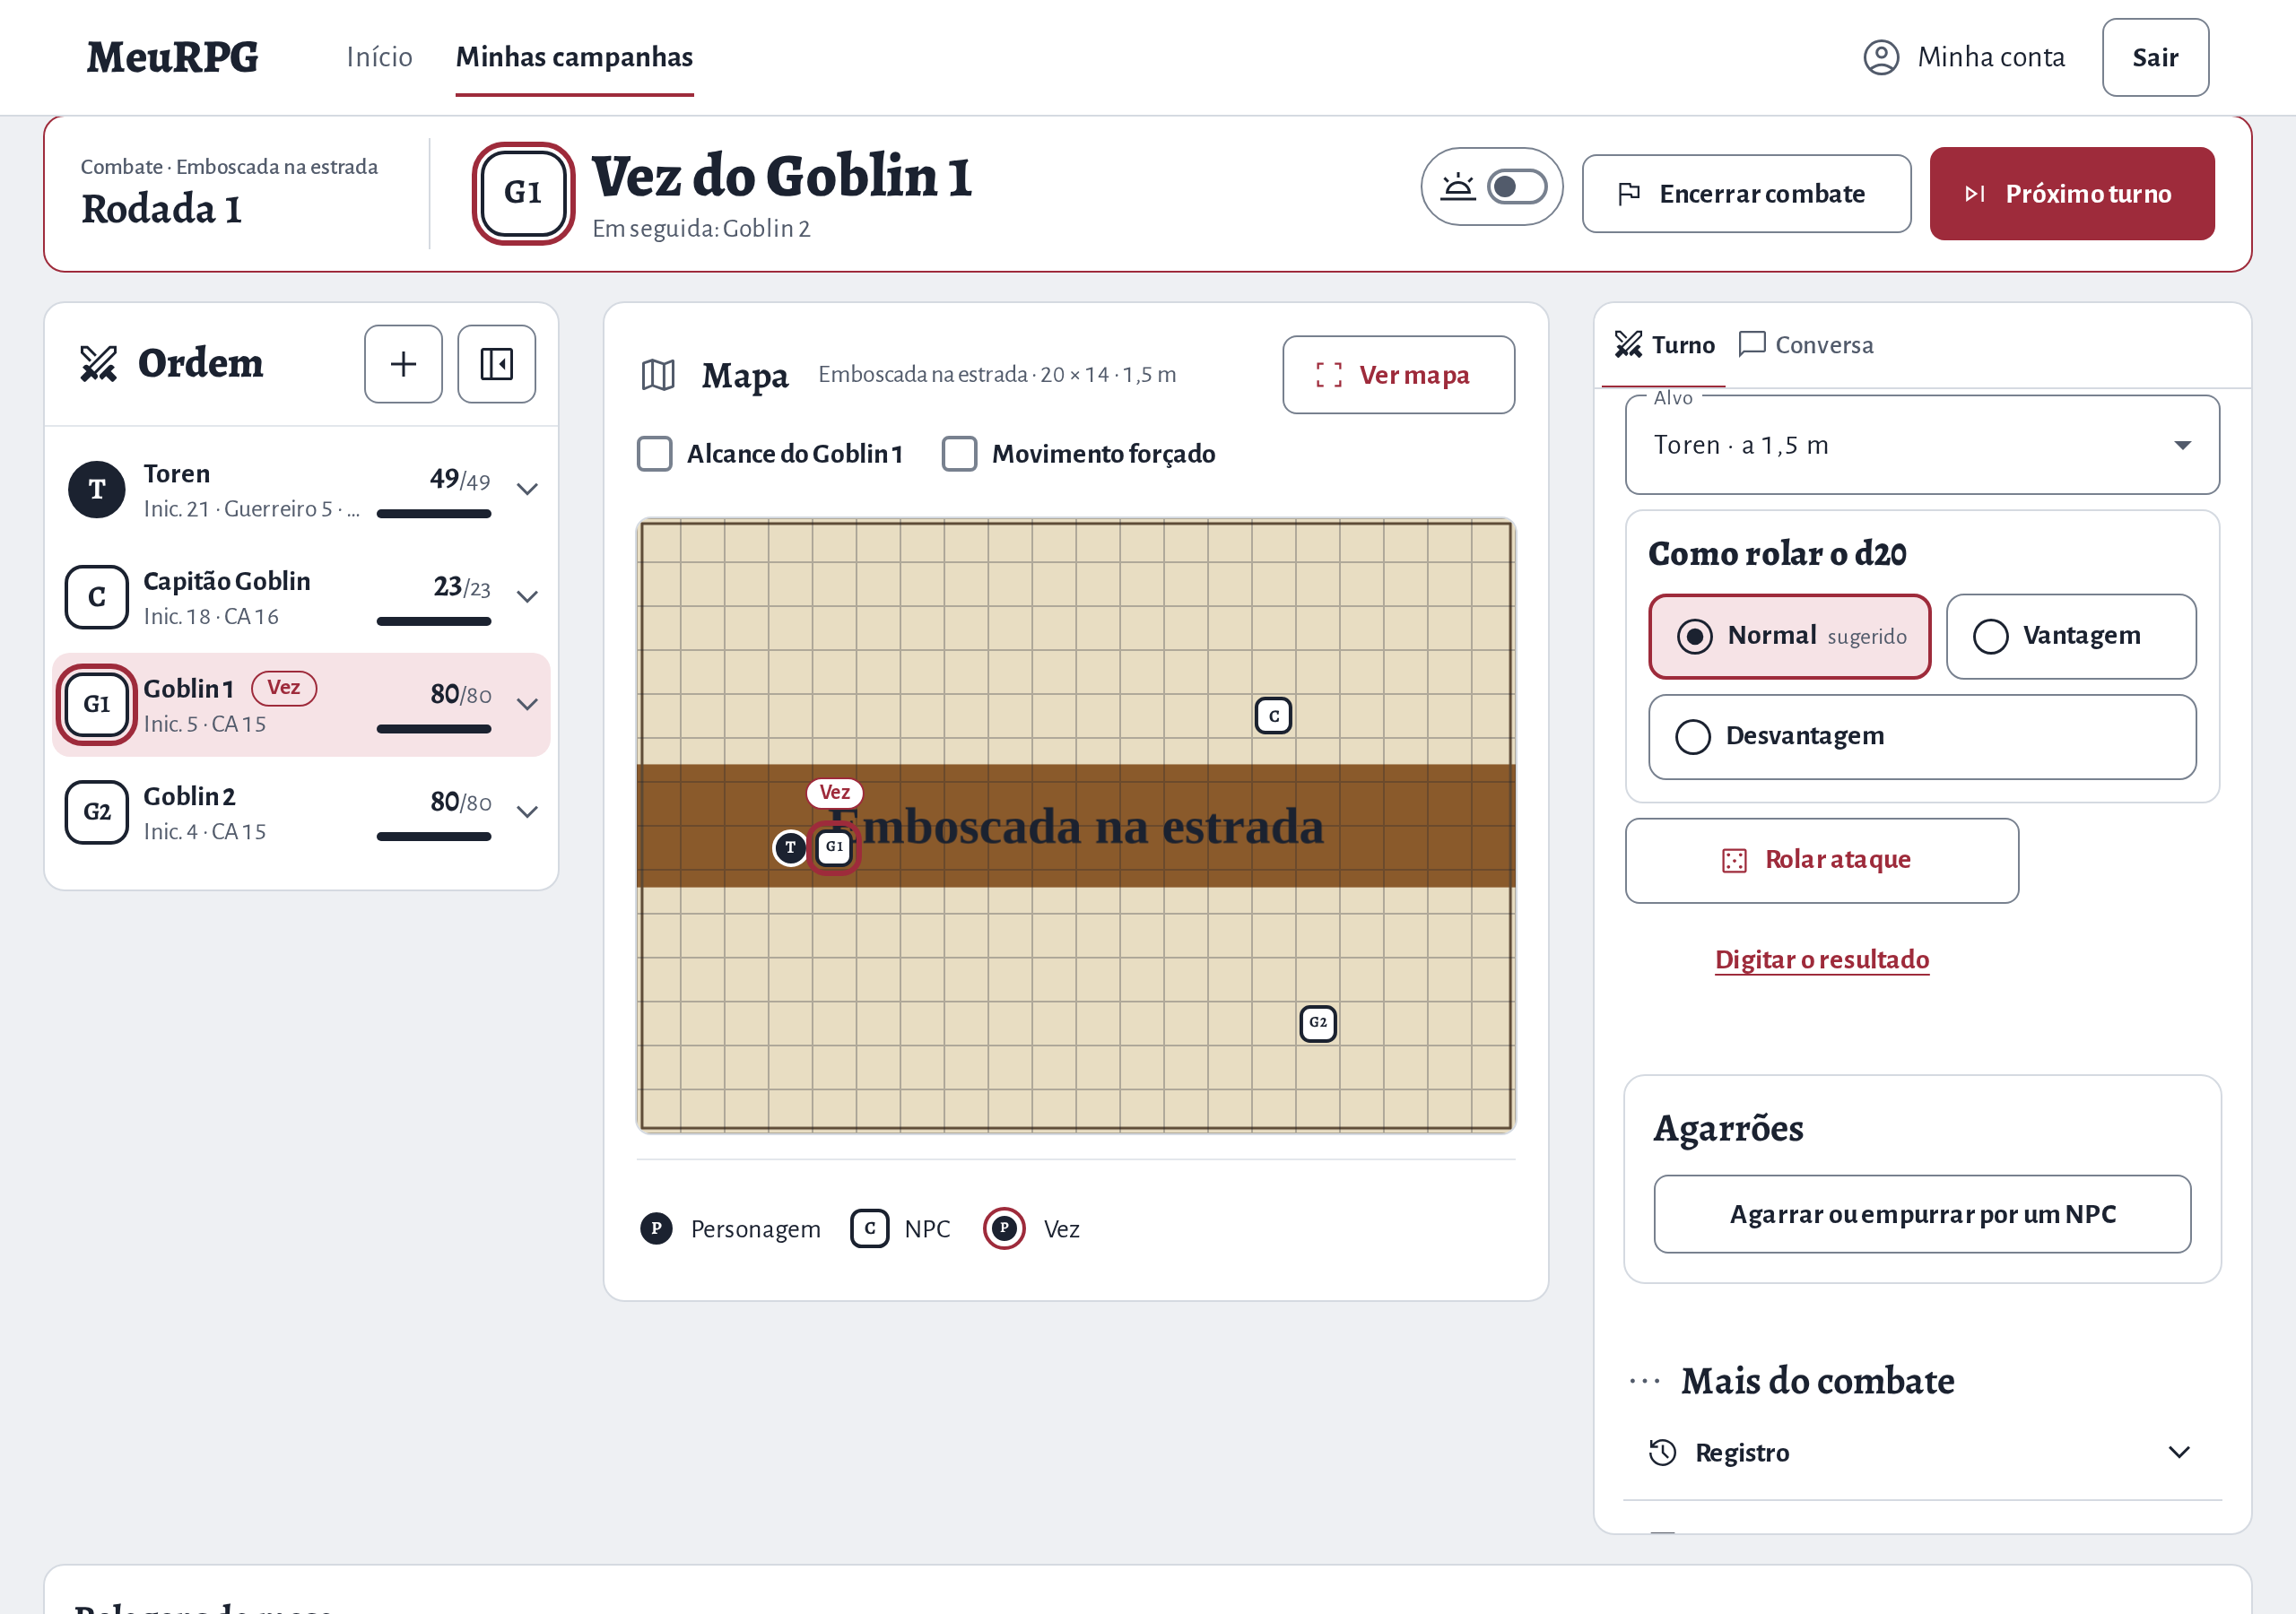 MeuRPG
Início
Minhas campanhas
Minha conta
Sair
Combate · Emboscada na estrada
Rodada 1
G1
Vez do Goblin 1
Em seguida: Goblin 2
Encerrar combate
Próximo turno
Ordem
T
Toren
49/49
Inic. 21 · Guerreiro 5 · ...
C
Capitão Goblin
23/23
Inic. 18 · CA 16
G1
Goblin 1
Vez
80/80
Inic. 5 · CA 15
G2
Goblin 2
80/80
Inic. 4 · CA 15
Mapa
Emboscada na estrada · 20 × 14 · 1,5 m
Ver mapa
Alcance do Goblin 1
Movimento forçado
C
Vez
Emboscada na estrada
T
G1
G2
P
Personagem
C
NPC
P
Vez
Turno
Conversa
Alvo
Toren · a 1,5 m
Como rolar o d20
Normal sugerido
Vantagem
Desvantagem
Rolar ataque
Digitar o resultado
Agarrões
Agarrar ou empurrar por um NPC
Mais do combate
Registro